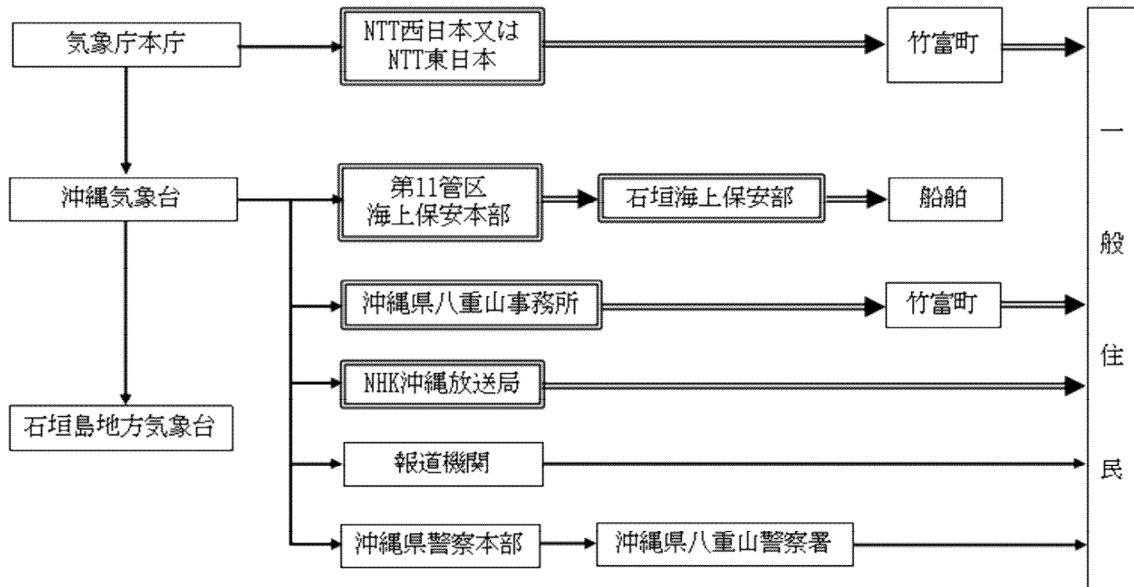 気象庁本庁
NTT西日本又は
NTT東日本
竹富町
沖縄気象台
第11管区
海上保安本部
石垣海上保安部
船舶
沖縄県八重山事務所
竹富町
NHK沖縄放送局
石垣島地方気象台
報道機関
沖縄県警察本部
沖縄県八重山警察署
一般住民